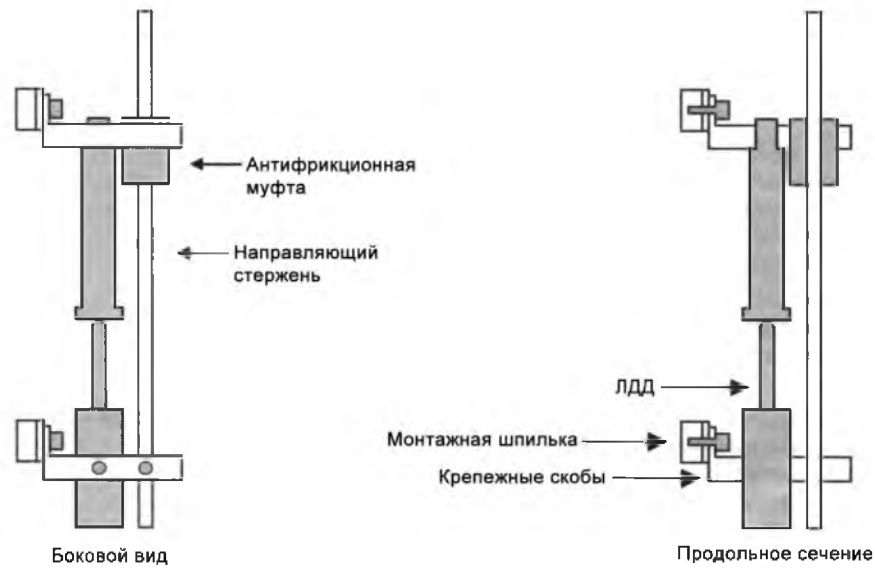 Антифрикционная
муфта
Направляющий
стержень
ЛДД
Монтажная шпилька
Крепежные скобы
Боковой вид
Продольное сечение